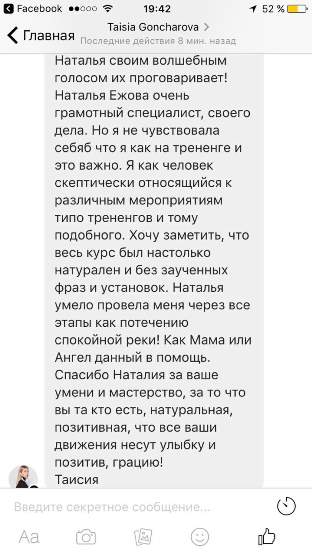 Facebook 19:42 52 %
Taisia Goncharova
Главная
Последние действия 8 мин. назад
Наталья своим волшебным
голосом их проговаривает!
Наталья Ежова очень
грамотный специалист, своего
дела. Но я не чувствовала
себяб что я как на трененге и
это важно. Я как человек
скептически относящийся к
различным мероприятиям
типо трененгов и тому
подобного. Хочу заметить, что
весь курс был настолько
натурален и без заученных
фраз и установок. Наталья
умело провела меня через все
этапы как потечению
спокойной реки! Как Мама или
Ангел данный в помощь.
Спасибо Наталия за ваше
умени и мастерство, за то что
вы та кто есть, натуральная,
позитивная, что все ваши
движения несут улыбку и
позитив, грацию!
Таисия
Введите секретное сообщение...
Aa